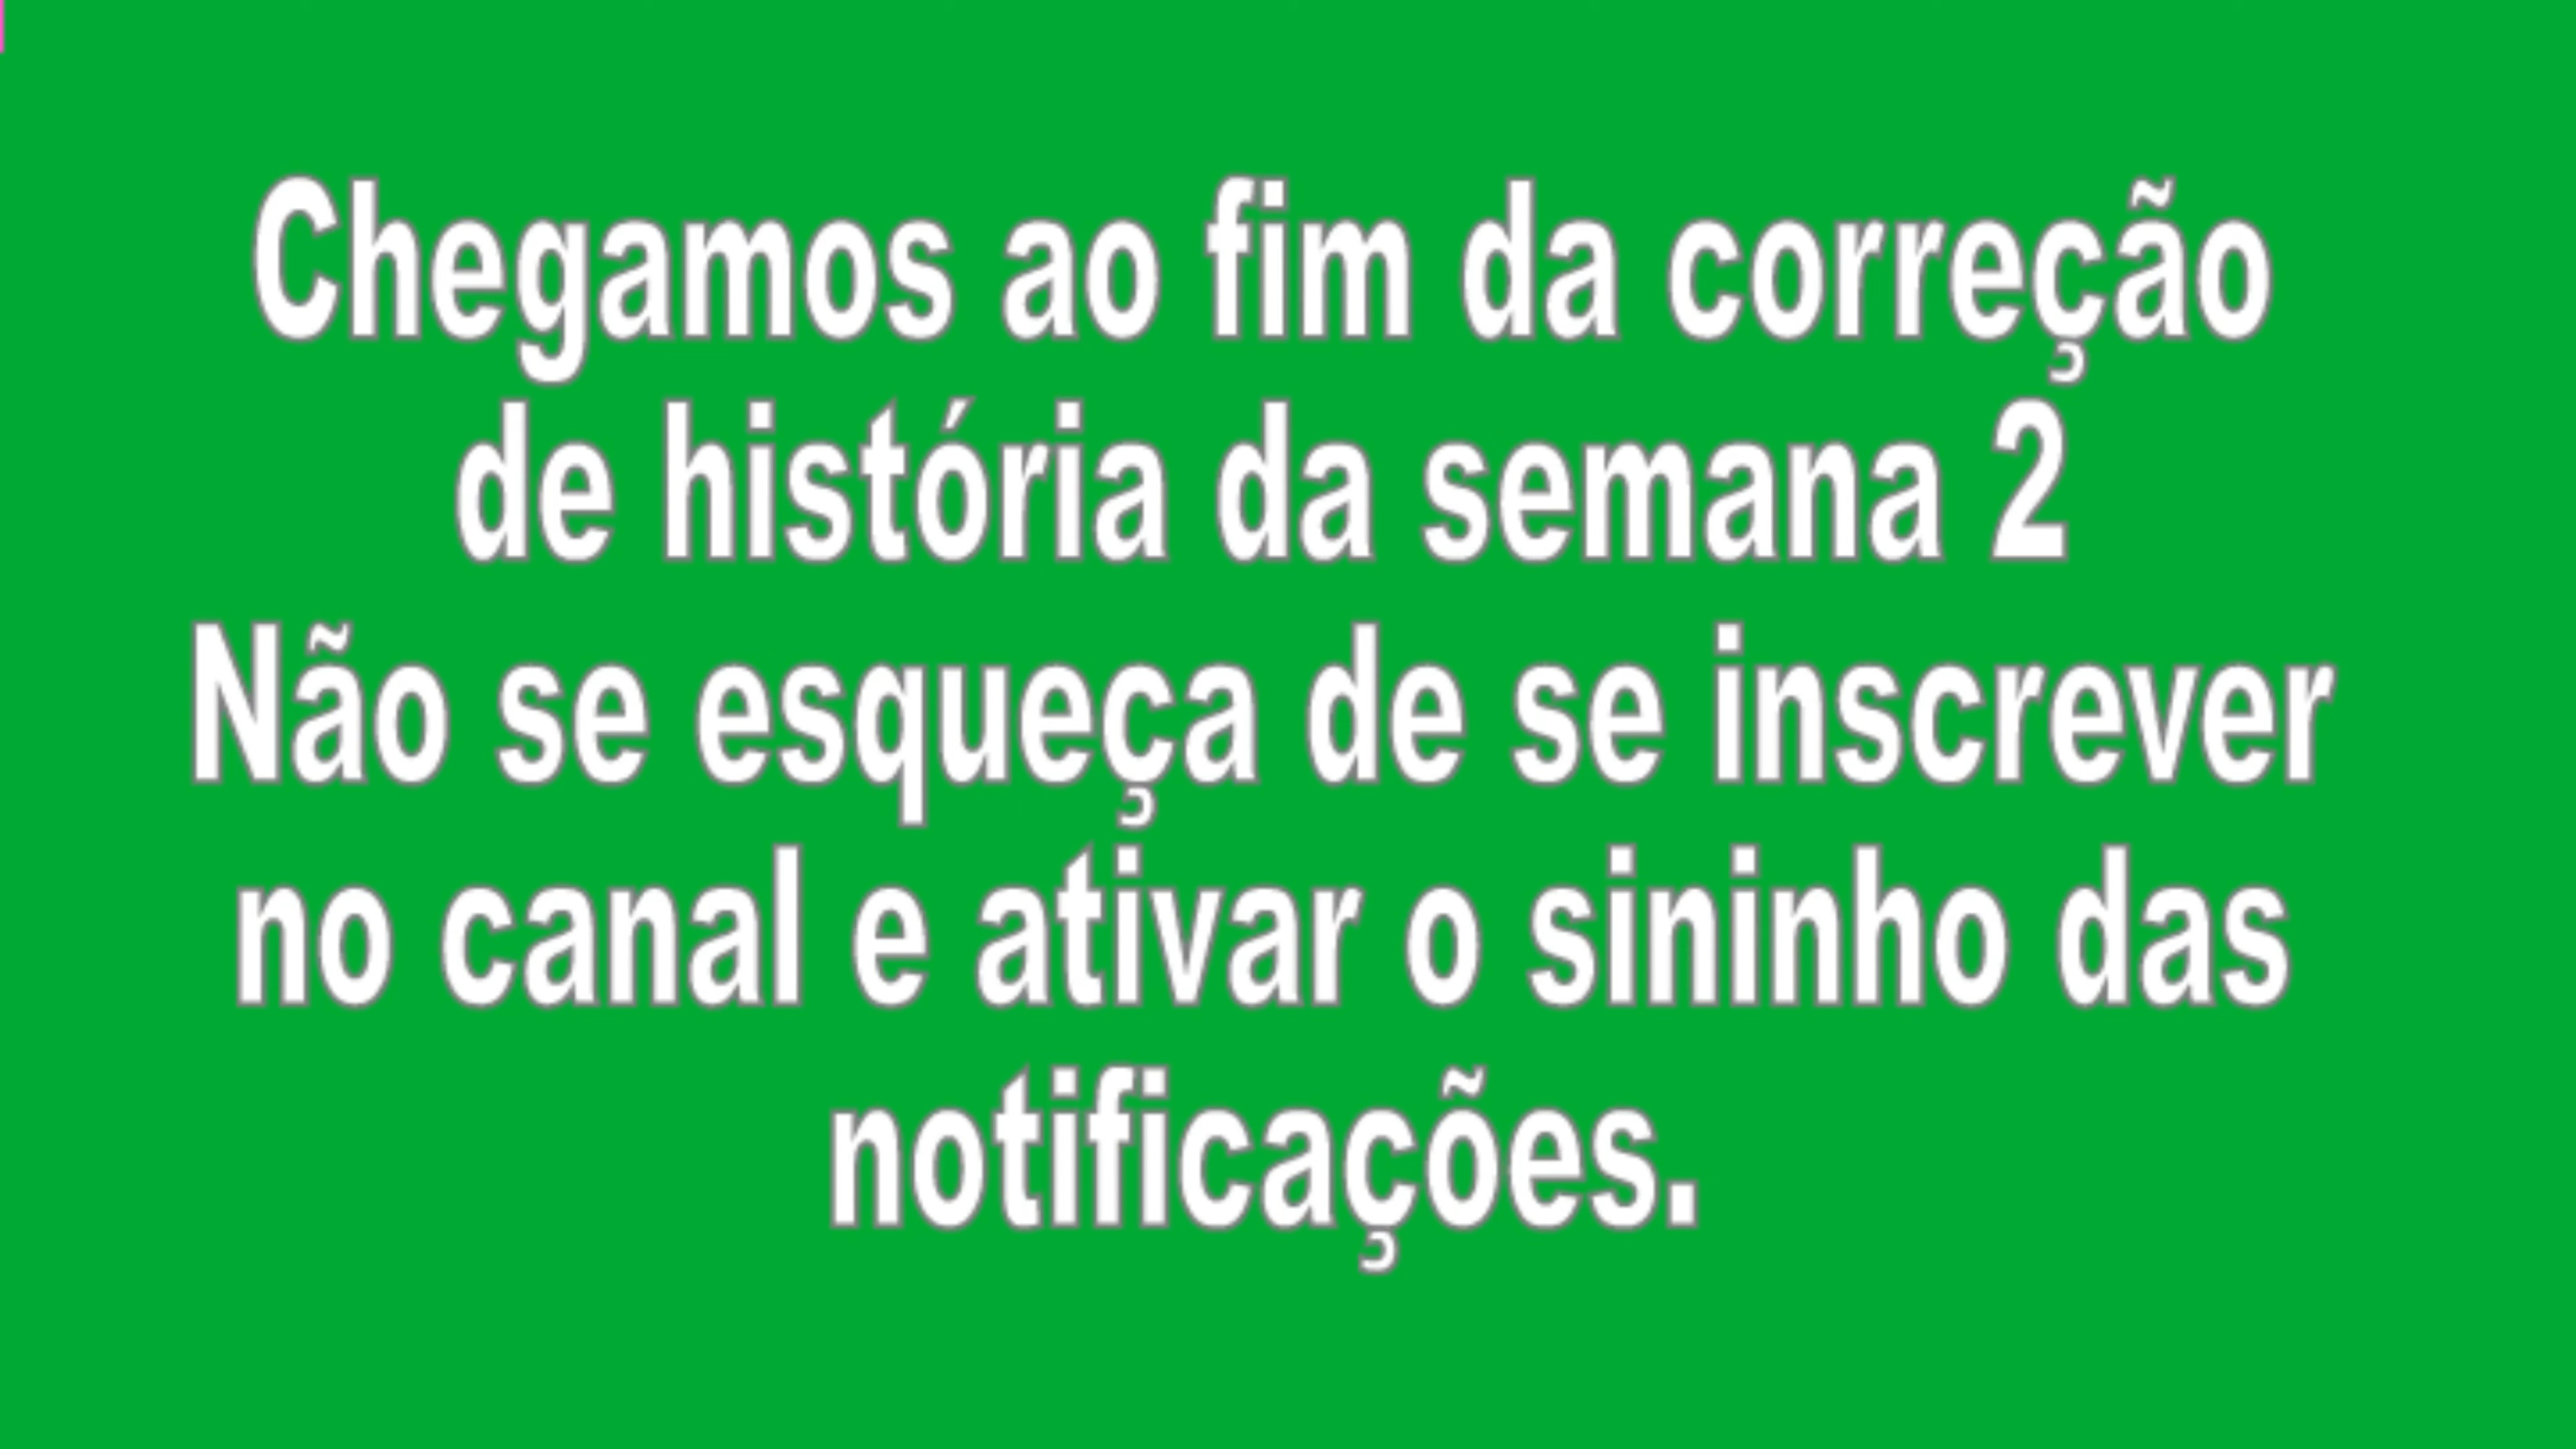 Chegamos ao fim da correção
de história da semana 2
Não se esqueça de se inscrever
no canal e ativar o sininho das
notificações.